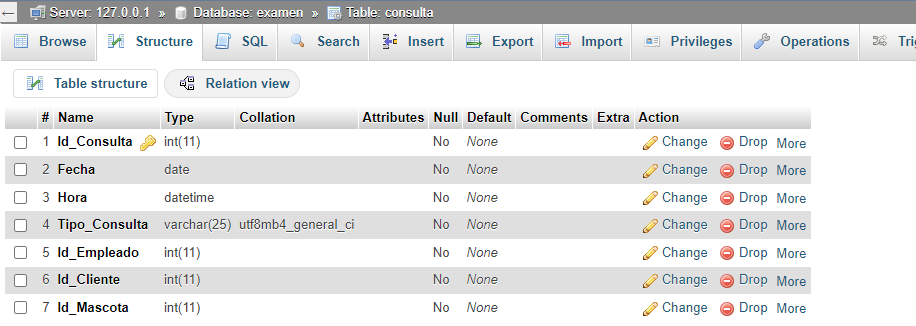 ← Server: 127.0.0.1 » Database: examen » Table: consulta
Browse Structure SQL Search Insert Export Import Privileges Operations
Table structure Relation view
# Name Type Collation Attributes Null Default Comments Extra Action
1 Id_Consulta int(11) No None Change Drop More
2 Fecha date No None Change Drop More
3 Hora datetime No None Change Drop More
4 Tipo_Consulta varchar(25) utf8mb4_general_ci No None Change Drop More
5 Id_Empleado int(11) No None Change Drop More
6 Id_Cliente int(11) No None Change Drop More
7 Id_Mascota int(11) No None Change Drop More